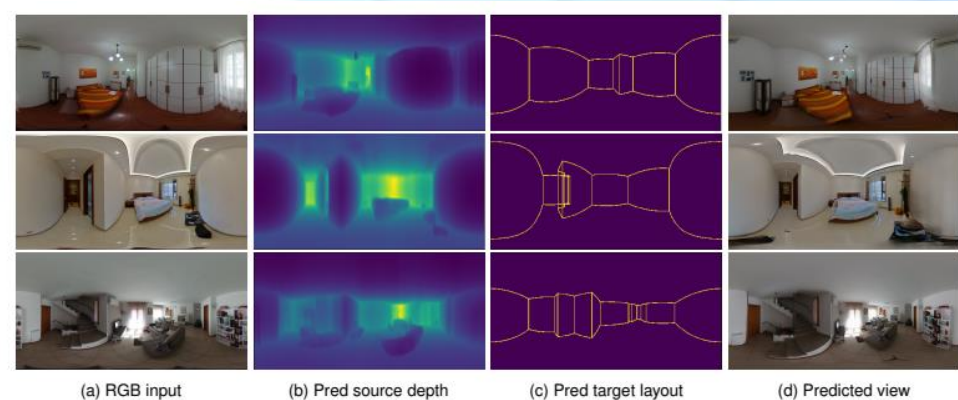 (a) RGB input
(b) Pred source depth
(c) Pred target layout
(d) Predicted view